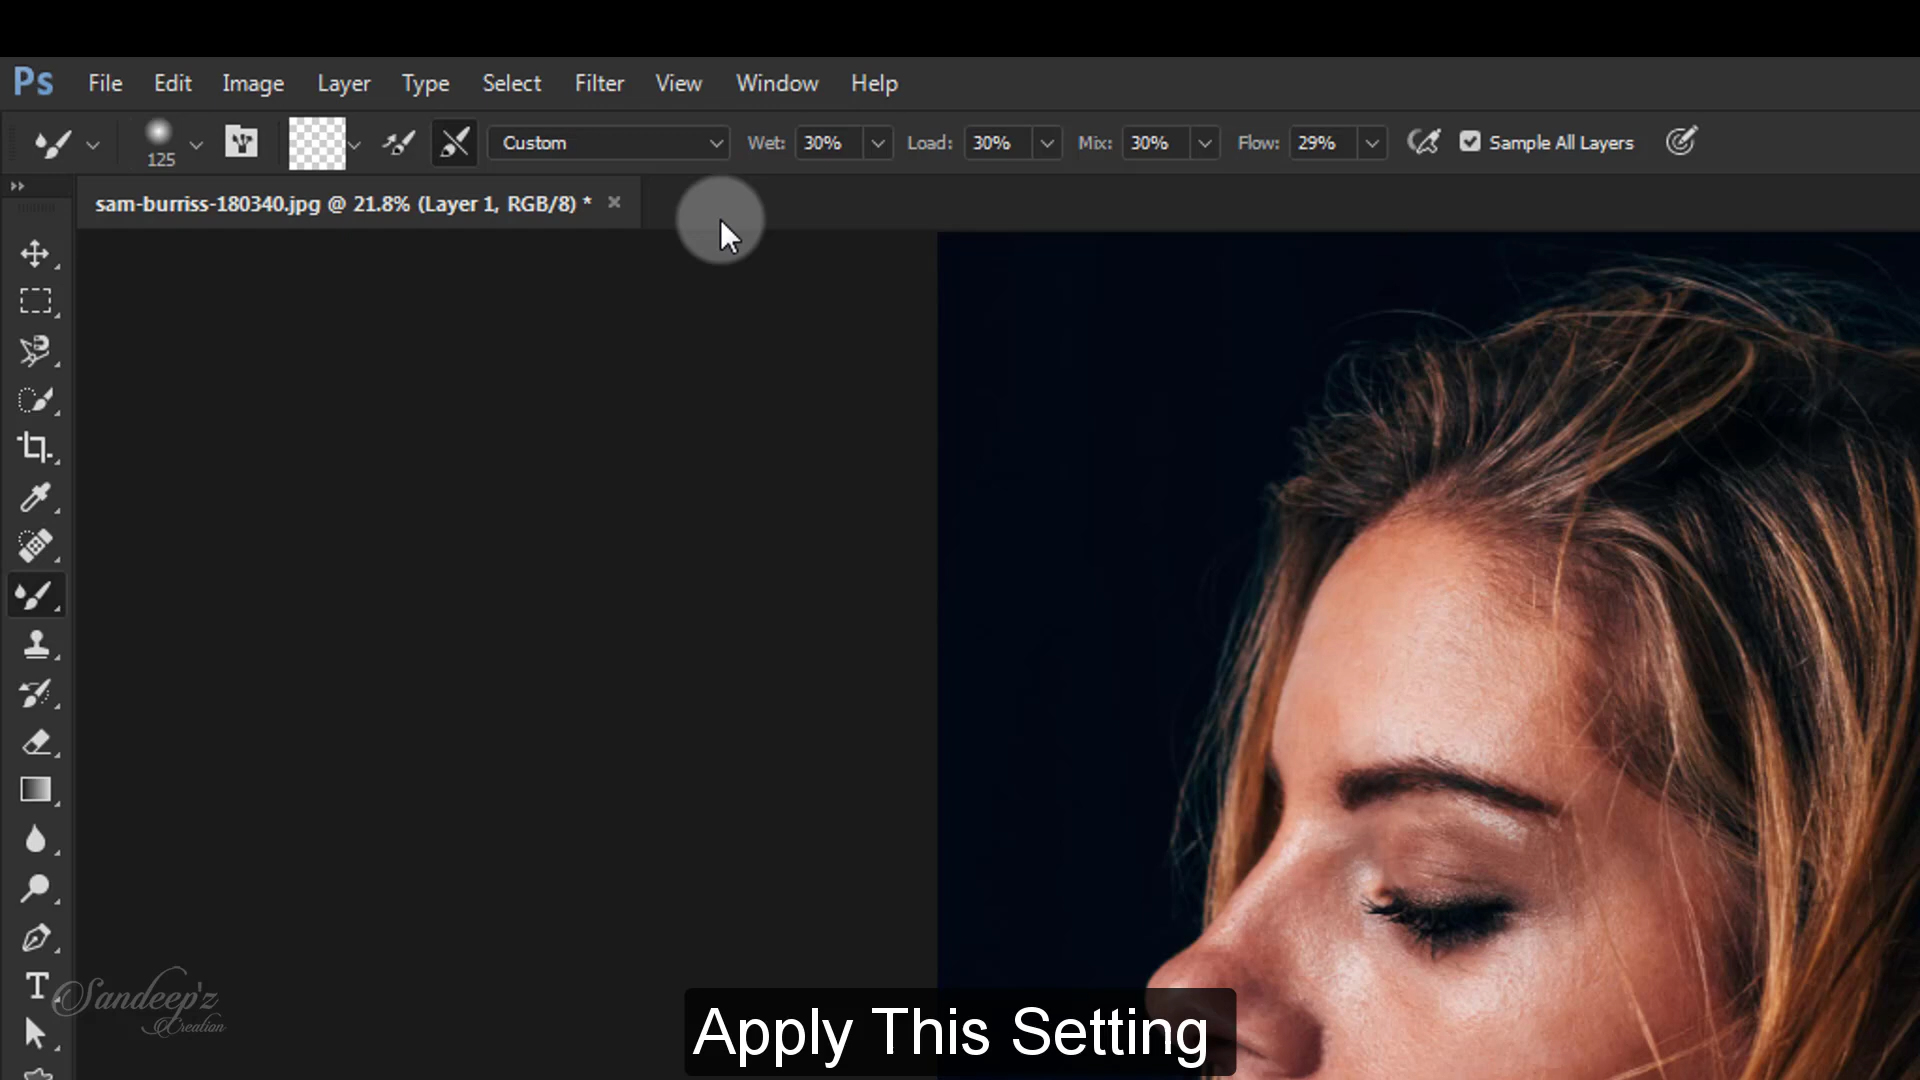 Ps File Edit Image Layer Type Select Filter View Window Help
125 Custom Wet: 30% Load: 30% Mix: 30% Flow: 29% Sample All Layers
sam-burriss-180340.jpg @ 21.8% (Layer 1, RGB/8) * ×
T
Sandeep'z
Creation
Apply This Setting